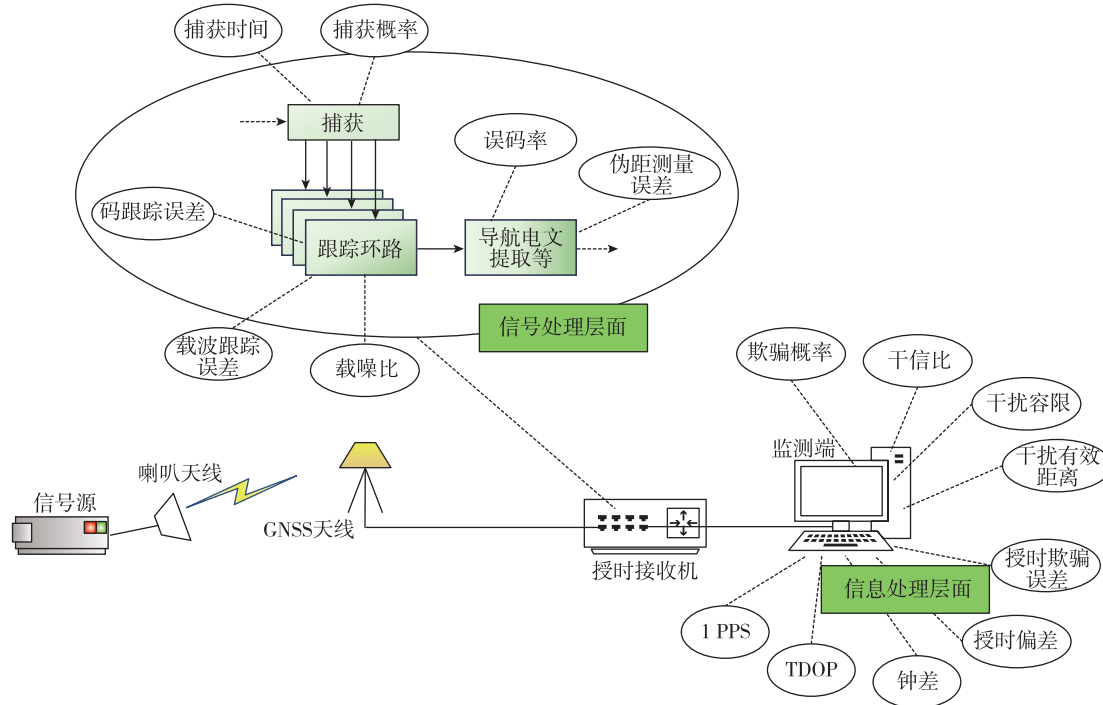 捕获时间
捕获概率
捕获
误码率
伪距测量
误差
码跟踪误差
跟踪环路
导航电文
提取等
信号处理层面
载波跟踪
误差
载噪比
欺骗概率
干信比
干扰容限
监测端
干扰有效
距离
喇叭天线
信号源
GNSS天线
授时接收机
授时欺骗
误差
信息处理层面
1 PPS
授时偏差
TDOP
钟差